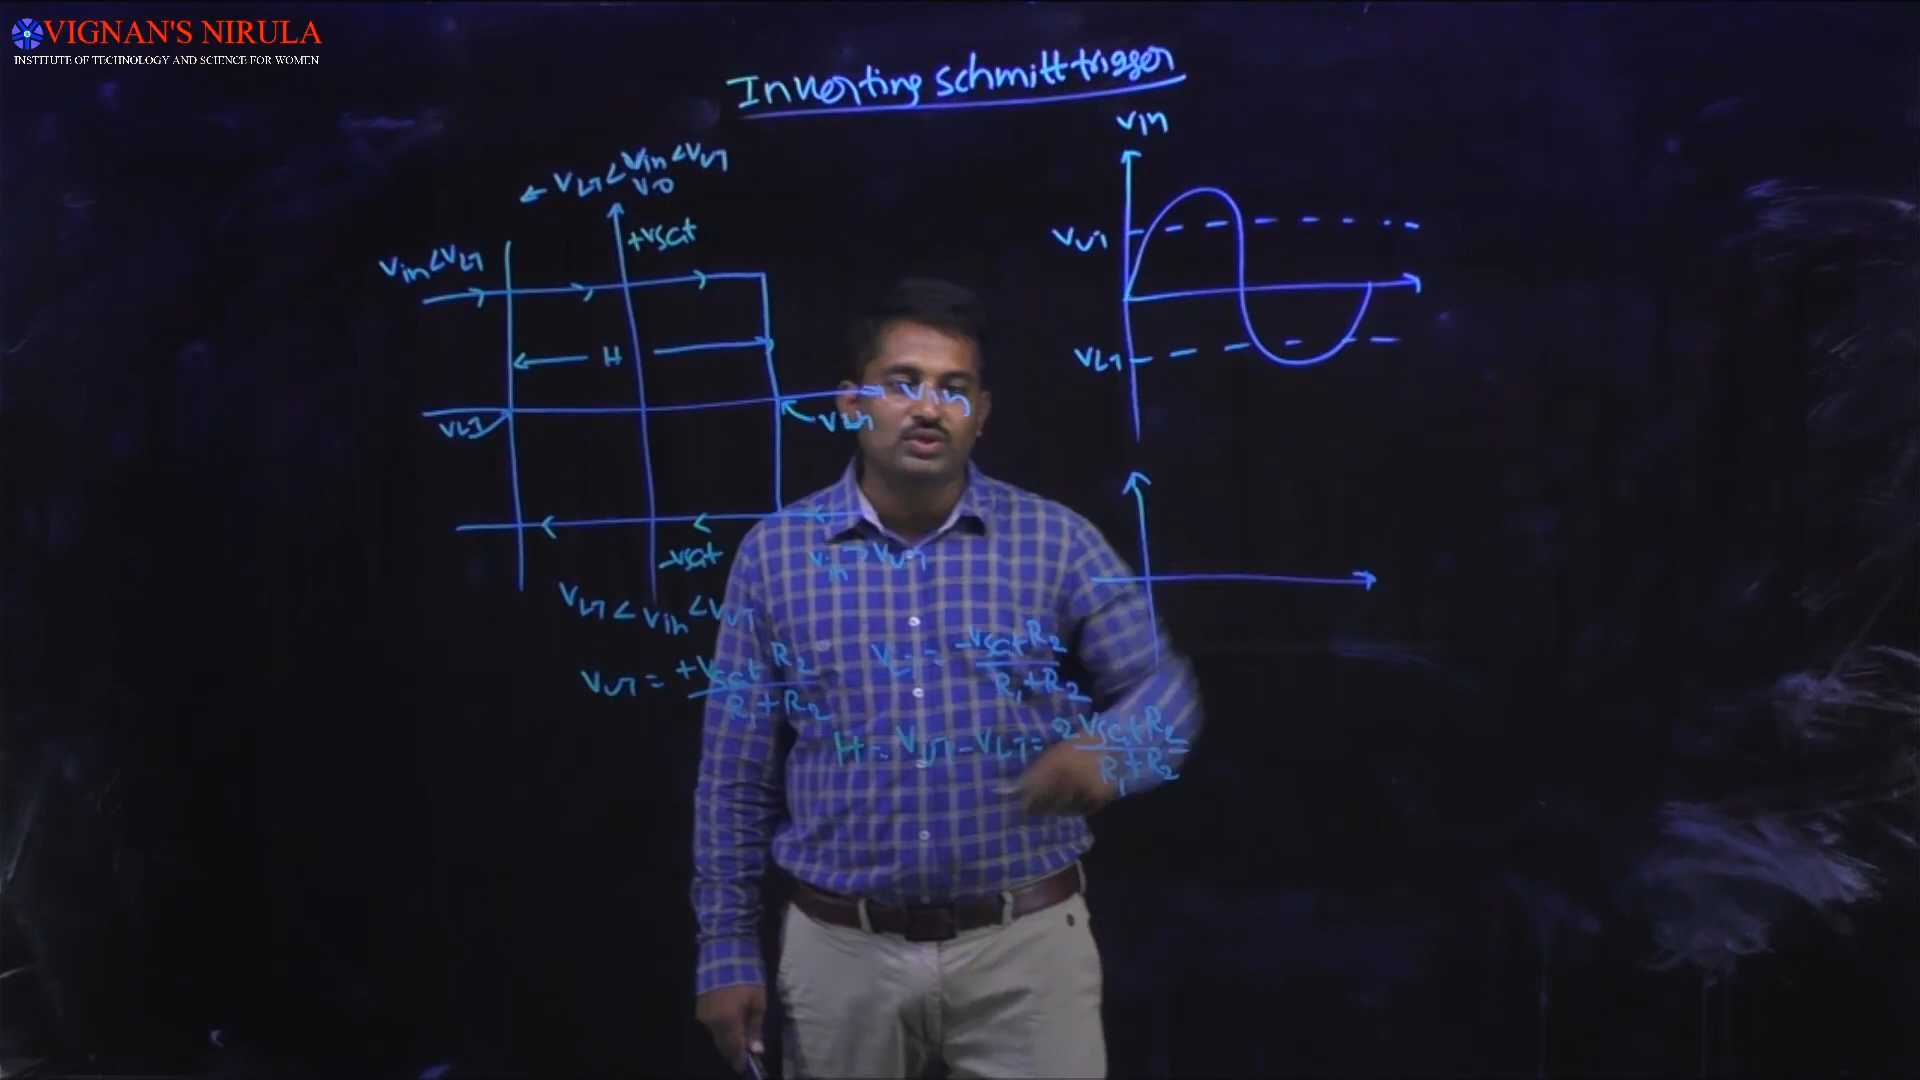 VIGNAN'S NIRULA
INSTITUTE OF TECHNOLOGY AND SCIENCE FOR WOMEN
Inverting schmitt trigger
Vin
← VLT < Vin < VUT
Vo
+Vsat
Vin < VLT
VUT
H
VLT
Vin
VLT
-Vsat
Vin > VUT
VLT < Vin < VUT
VUT = +Vsat R2 / R1+R2
VLT = -Vsat R2 / R1+R2
H = VUT - VLT = 2Vsat R2 / R1+R2